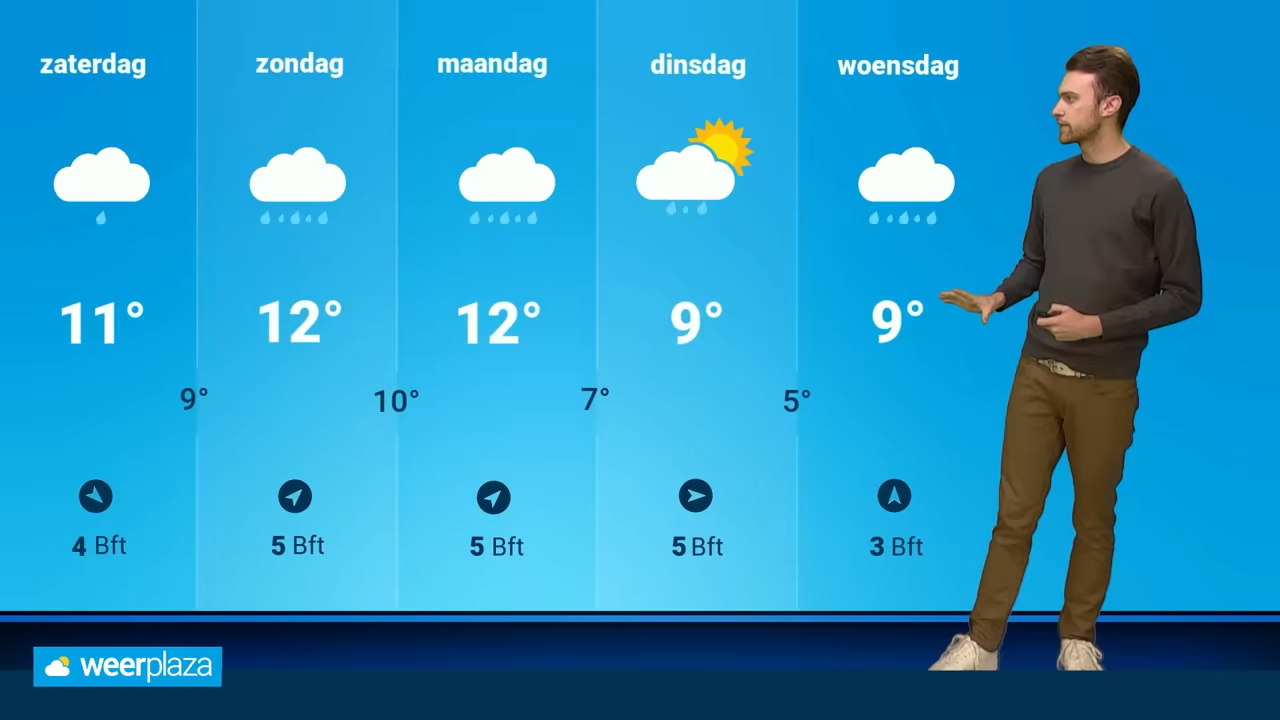 zaterdag zondag maandag dinsdag woensdag
11° 12° 12° 9° 9°
9° 10° 7° 5°
4 Bft 5 Bft 5 Bft 5 Bft 3 Bft
weerplaza